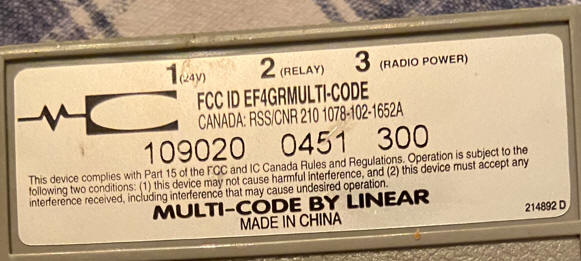 1 (24V) 2 (RELAY) 3 (RADIO POWER)
FCC ID EF4GRMULTI-CODE
CANADA: RSS/CNR 210 1078-102-1652A
109020 0451 300
This device complies with Part 15 of the FCC and IC Canada Rules and Regulations. Operation is subject to the
following two conditions: (1) this device may not cause harmful interference, and (2) this device must accept any
interference received, including interference that may cause undesired operation.
MULTI-CODE BY LINEAR
MADE IN CHINA
214892 D